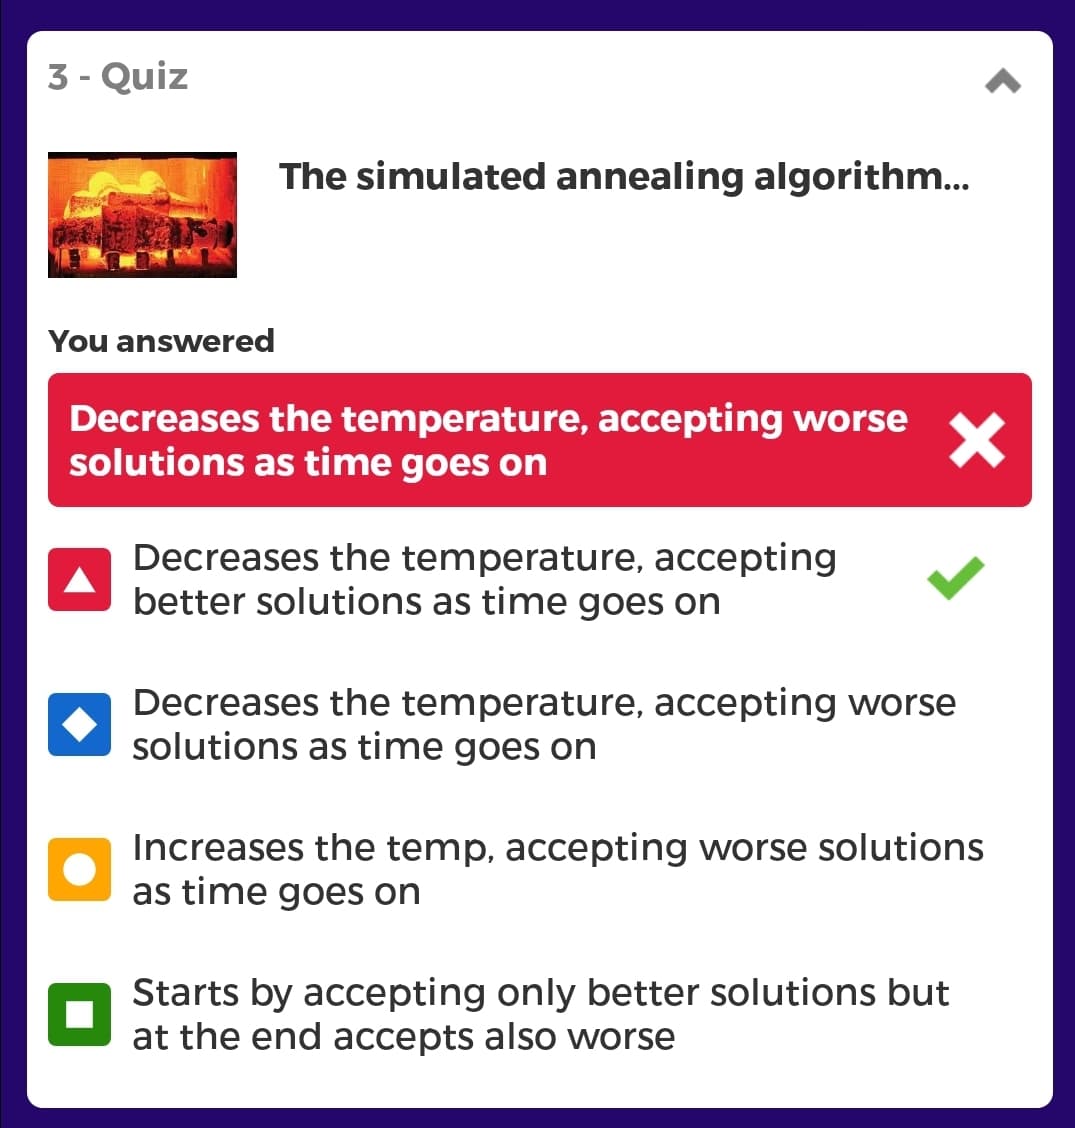 3 - Quiz
The simulated annealing algorithm...
You answered
Decreases the temperature, accepting worse
solutions as time goes on
Decreases the temperature, accepting
better solutions as time goes on
Decreases the temperature, accepting worse
solutions as time goes on
Increases the temp, accepting worse solutions
as time goes on
Starts by accepting only better solutions but
at the end accepts also worse